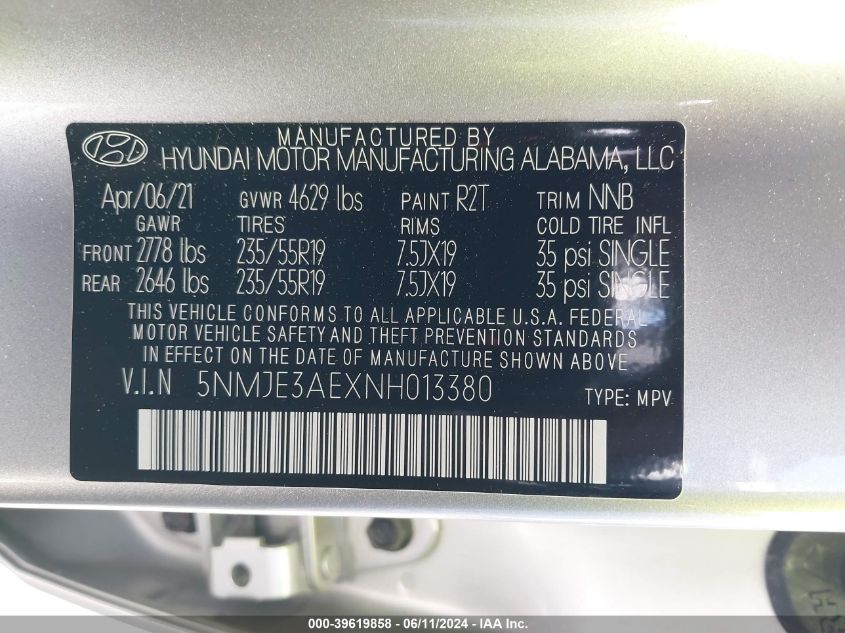 MANUFACTURED BY
HYUNDAI MOTOR MANUFACTURING ALABAMA, LLC
Apr/06/21 GVWR 4629 lbs PAINT R2T TRIM NNB
GAWR TIRES RIMS COLD TIRE INFL
FRONT 2778 lbs 235/55R19 7.5JX19 35 psi SINGLE
REAR 2646 lbs 235/55R19 7.5JX19 35 psi SINGLE
THIS VEHICLE CONFORMS TO ALL APPLICABLE U.S.A. FEDERAL
MOTOR VEHICLE SAFETY AND THEFT PREVENTION STANDARDS
IN EFFECT ON THE DATE OF MANUFACTURE SHOWN ABOVE
V.I.N 5NMJE3AEXNH013380 TYPE: MPV
000-39619858 - 06/11/2024 - IAA Inc.